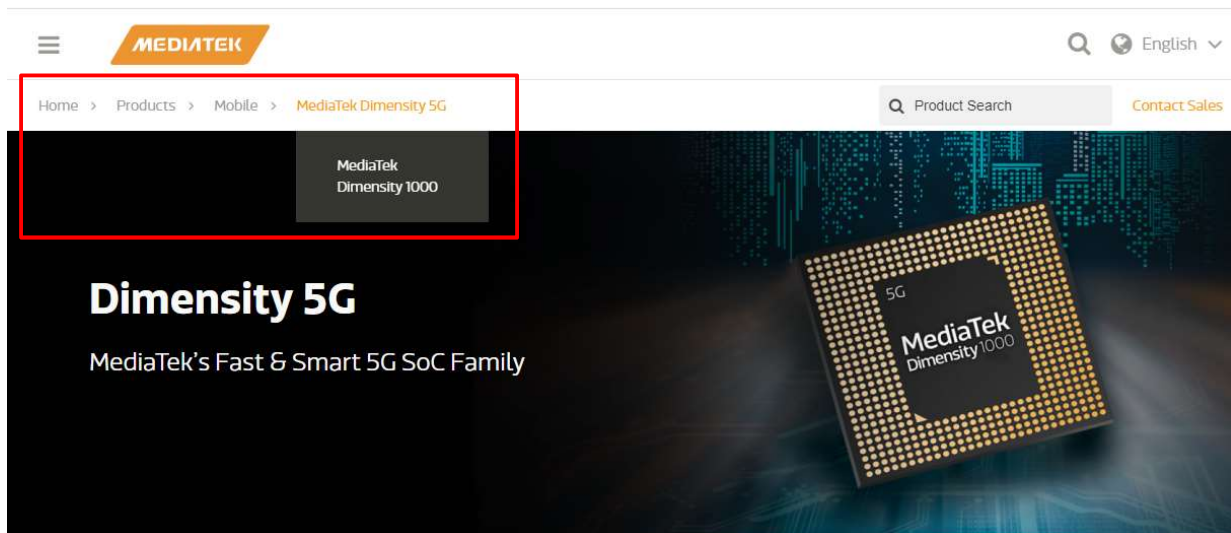 MEDIATEK
English
Home > Products > Mobile > MediaTek Dimensity 5G
Product Search
Contact Sales
MediaTek
Dimensity 1000
Dimensity 5G
MediaTek's Fast & Smart 5G SoC Family
5G
MediaTek
Dimensity 1000